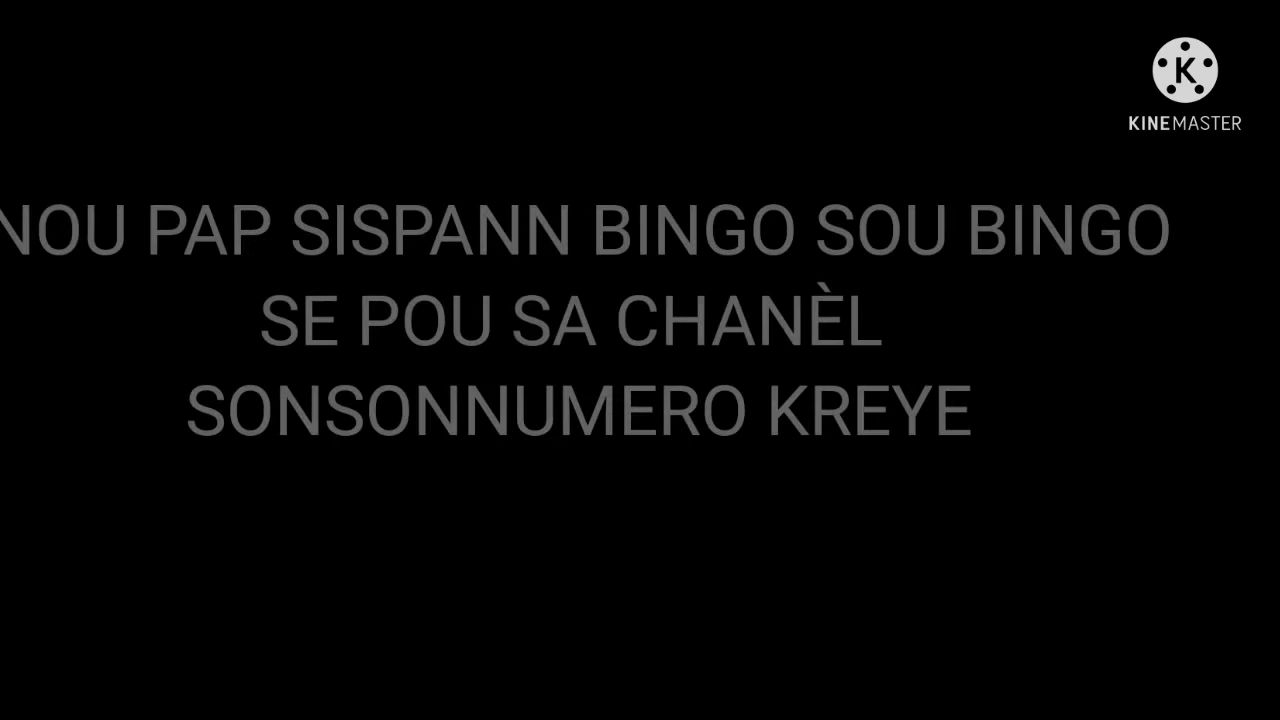 K
KINEMASTER
NOU PAP SISPANN BINGO SOU BINGO
SE POU SA CHANÈL
SONSONNUMERO KREYE